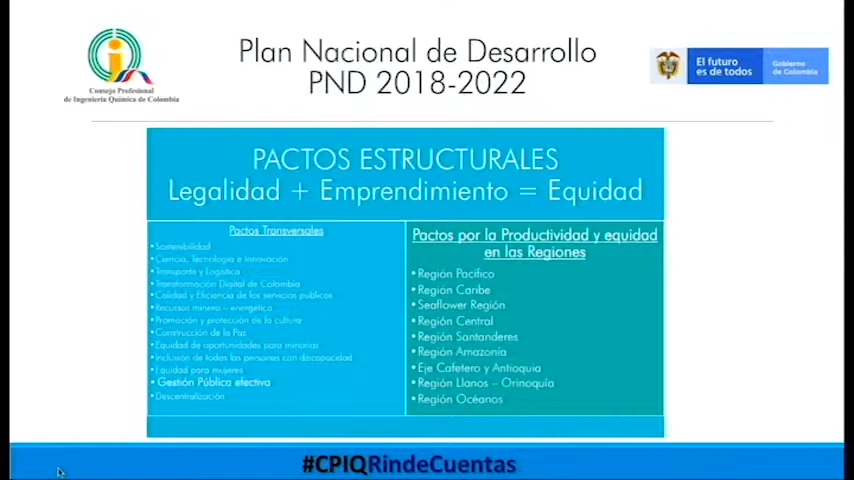 Consejo Profesional
de Ingeniería Química de Colombia
Plan Nacional de Desarrollo
PND 2018-2022
El futuro
es de todos
Gobierno
de Colombia
PACTOS ESTRUCTURALES
Legalidad + Emprendimiento = Equidad
Pactos Transversales
• Sostenibilidad
• Ciencia, Tecnología e Innovación
• Transporte y Logística
• Transformación Digital de Colombia
• Calidad y Eficiencia de los servicios públicos
• Recursos minero – energético
• Promoción y protección de la cultura
• Construcción de la Paz
• Equidad de oportunidades para minorías
• Inclusión de todas las personas con discapacidad
• Equidad para mujeres
• Gestión Pública efectiva
• Descentralización
Pactos por la Productividad y equidad
en las Regiones
• Región Pacífico
• Región Caribe
• Seaflower Región
• Región Central
• Región Santanderes
• Región Amazonía
• Eje Cafetero y Antioquia
• Región Llanos – Orinoquía
• Región Océanos
#CPIQRindeCuentas